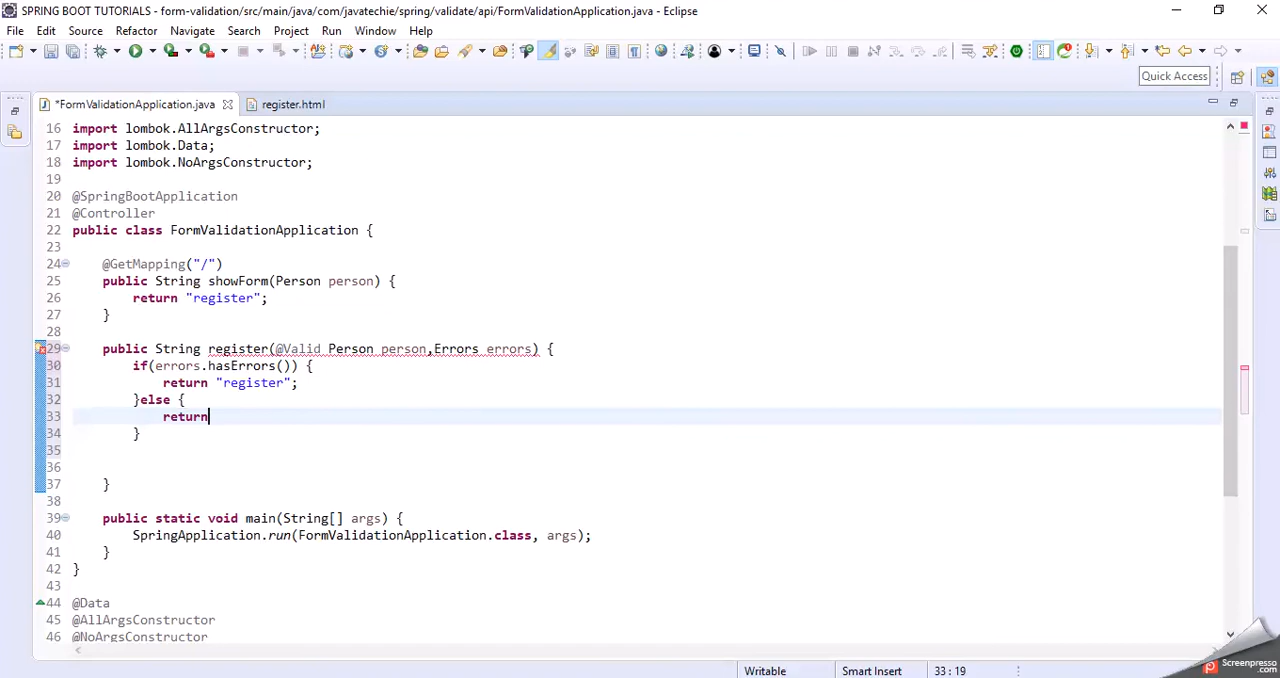 SPRING BOOT TUTORIALS - form-validation/src/main/java/com/javatechie/spring/validate/api/FormValidationApplication.java - Eclipse
File Edit Source Refactor Navigate Search Project Run Window Help
Quick Access
*FormValidationApplication.java register.html
16 import lombok.AllArgsConstructor;
17 import lombok.Data;
18 import lombok.NoArgsConstructor;
19
20 @SpringBootApplication
21 @Controller
22 public class FormValidationApplication {
23
24 @GetMapping("/")
25 public String showForm(Person person) {
26 return "register";
27 }
28
29 public String register(@Valid Person person,Errors errors) {
30 if(errors.hasErrors()) {
31 return "register";
32 }else {
33 return
34 }
35
36
37 }
38
39 public static void main(String[] args) {
40 SpringApplication.run(FormValidationApplication.class, args);
41 }
42 }
43
44 @Data
45 @AllArgsConstructor
46 @NoArgsConstructor
Writable Smart Insert 33 : 19
Screenpresso
.com